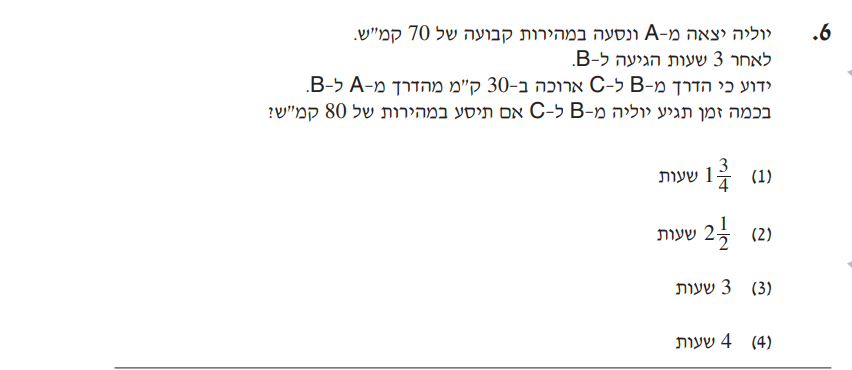 6. יוליה יצאה מ-A ונסעה במהירות קבועה של 70 קמ"ש.
לאחר 3 שעות הגיעה ל-B.
ידוע כי הדרך מ-B ל-C ארוכה ב-30 ק"מ מהדרך מ-A ל-B.
בכמה זמן תגיע יוליה מ-B ל-C אם תיסע במהירות של 80 קמ"ש?
(1) 1 3/4 שעות
(2) 2 1/2 שעות
(3) 3 שעות
(4) 4 שעות